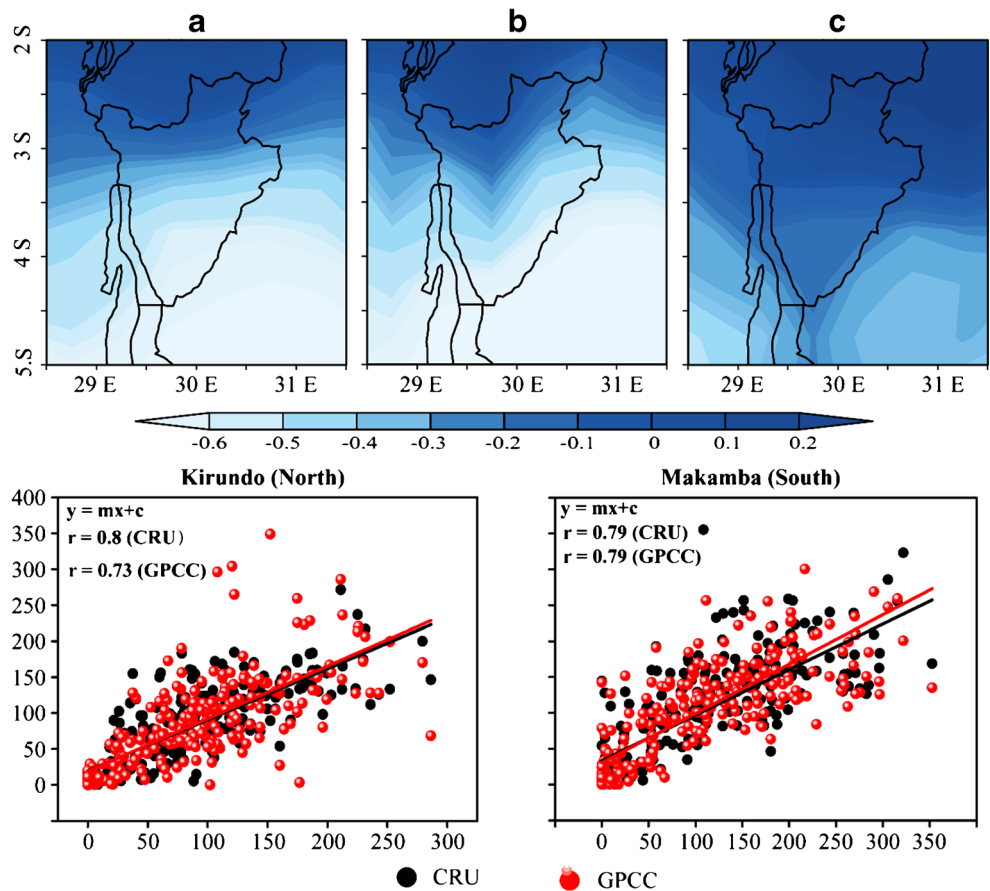 a b c
2 S
3 S
4 S
5.S
29 E 30 E 31 E 29 E 30 E 31 E 29 E 30 E 31 E
-0.6 -0.5 -0.4 -0.3 -0.2 -0.1 0 0.1 0.2
Kirundo (North)
400
350
300
250
200
150
100
50
0
y = mx+c
r = 0.8 (CRU)
r = 0.73 (GPCC)
0 50 100 150 200 250 300
Makamba (South)
y = mx+c
r = 0.79 (CRU)
r = 0.79 (GPCC)
0 50 100 150 200 250 300 350
CRU GPCC